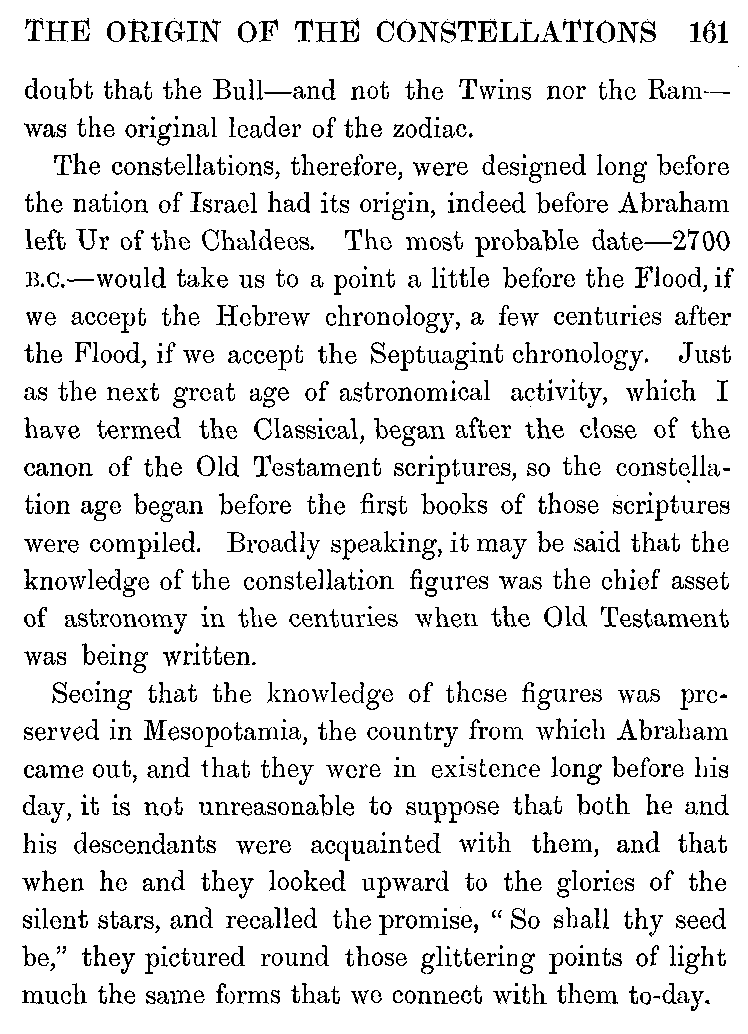 THE ORIGIN OF THE CONSTELLATIONS 161
doubt that the Bull—and not the Twins nor the Ram—
was the original leader of the zodiac.
The constellations, therefore, were designed long before
the nation of Israel had its origin, indeed before Abraham
left Ur of the Chaldees. The most probable date—2700
B.C.—would take us to a point a little before the Flood, if
we accept the Hebrew chronology, a few centuries after
the Flood, if we accept the Septuagint chronology. Just
as the next great age of astronomical activity, which I
have termed the Classical, began after the close of the
canon of the Old Testament scriptures, so the constella-
tion age began before the first books of those scriptures
were compiled. Broadly speaking, it may be said that the
knowledge of the constellation figures was the chief asset
of astronomy in the centuries when the Old Testament
was being written.
Seeing that the knowledge of these figures was pre-
served in Mesopotamia, the country from which Abraham
came out, and that they were in existence long before his
day, it is not unreasonable to suppose that both he and
his descendants were acquainted with them, and that
when he and they looked upward to the glories of the
silent stars, and recalled the promise, “ So shall thy seed
be,” they pictured round those glittering points of light
much the same forms that we connect with them to-day.